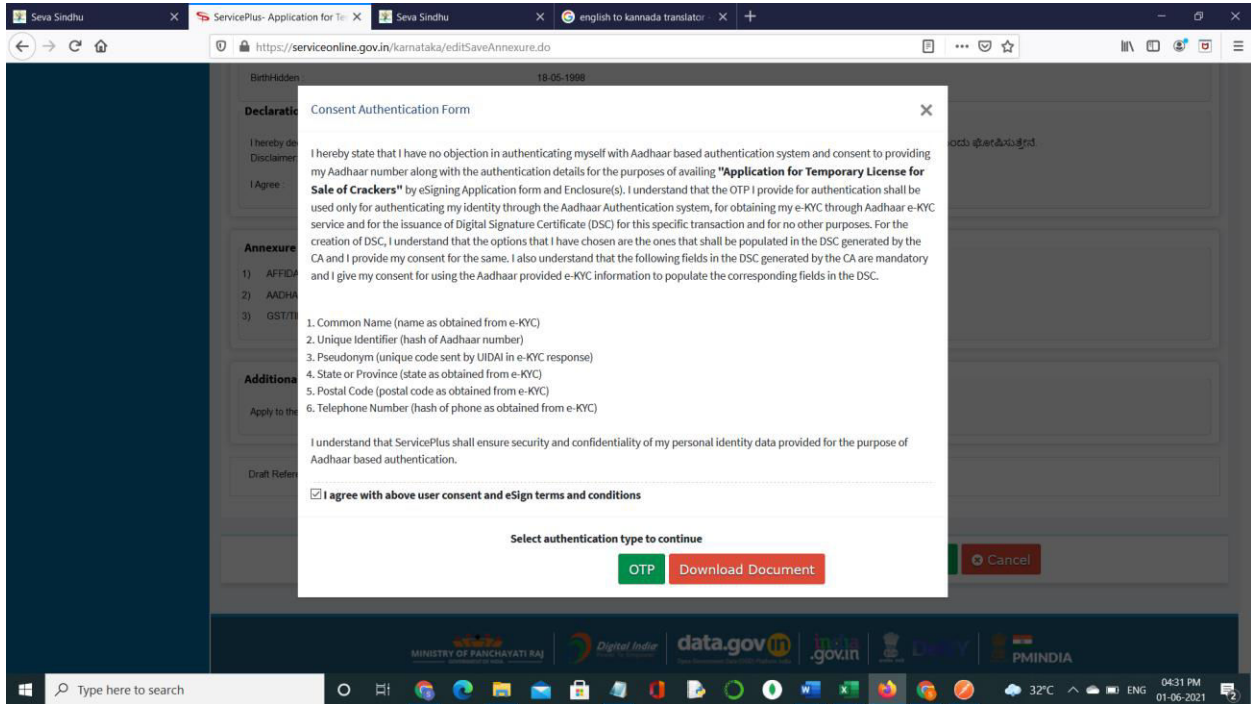 Seva Sindhu
ServicePlus- Application for Te
Seva Sindhu
english to kannada translator -
https://serviceonline.gov.in/karnataka/editSaveAnnexure.do
BirthHidden :
18-05-1998
Declaratio
Consent Authentication Form
I hereby de
Disclaimer
ಎಂದು ಘೋಷಿಸುತ್ತೇನೆ.
I Agree :
I hereby state that I have no objection in authenticating myself with Aadhaar based authentication system and consent to providing
my Aadhaar number along with the authentication details for the purposes of availing "Application for Temporary License for
Sale of Crackers" by eSigning Application form and Enclosure(s). I understand that the OTP I provide for authentication shall be
used only for authenticating my identity through the Aadhaar Authentication system, for obtaining my e-KYC through Aadhaar e-KYC
service and for the issuance of Digital Signature Certificate (DSC) for this specific transaction and for no other purposes. For the
creation of DSC, I understand that the options that I have chosen are the ones that shall be populated in the DSC generated by the
CA and I provide my consent for the same. I also understand that the following fields in the DSC generated by the CA are mandatory
and I give my consent for using the Aadhaar provided e-KYC information to populate the corresponding fields in the DSC.
Annexure
1) AFFIDA
2) AADHA
3) GST/TI
1. Common Name (name as obtained from e-KYC)
2. Unique Identifier (hash of Aadhaar number)
3. Pseudonym (unique code sent by UIDAI in e-KYC response)
4. State or Province (state as obtained from e-KYC)
5. Postal Code (postal code as obtained from e-KYC)
6. Telephone Number (hash of phone as obtained from e-KYC)
Additiona
Apply to the
I understand that ServicePlus shall ensure security and confidentiality of my personal identity data provided for the purpose of
Aadhaar based authentication.
Draft Refere
I agree with above user consent and eSign terms and conditions
Select authentication type to continue
OTP
Download Document
Cancel
MINISTRY OF PANCHAYATI RAJ
Digital India
data.gov in
india
.gov.in
DeitY
PMINDIA
Type here to search
32°C
ENG
04:31 PM
01-06-2021
2